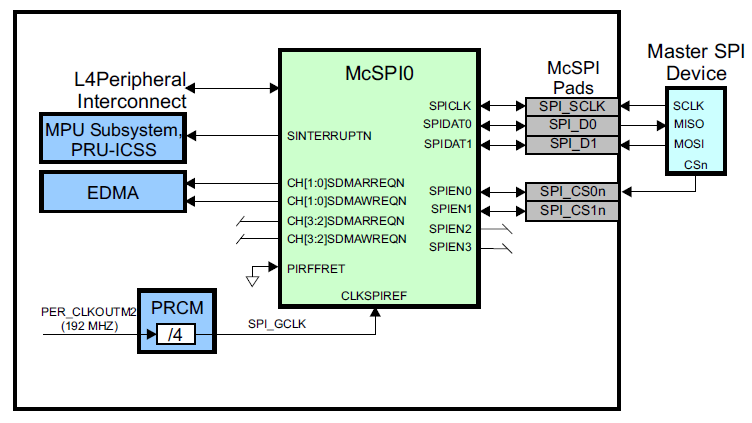 McSPI0
L4Peripheral
Interconnect
MPU Subsystem,
PRU-ICSS
EDMA
SINTERRUPTN
CH[1:0]SDMARREQN
CH[1:0]SDMAWREQN
CH[3:2]SDMARREQN
CH[3:2]SDMAWREQN
PIRFFRET
CLKSPIREF
SPICLK
SPIDAT0
SPIDAT1
SPIEN0
SPIEN1
SPIEN2
SPIEN3
McSPI
Pads
SPI_SCLK
SPI_D0
SPI_D1
SPI_CS0n
SPI_CS1n
Master SPI
Device
SCLK
MISO
MOSI
CSn
PER_CLKOUTM2
(192 MHZ)
PRCM
/4
SPI_GCLK